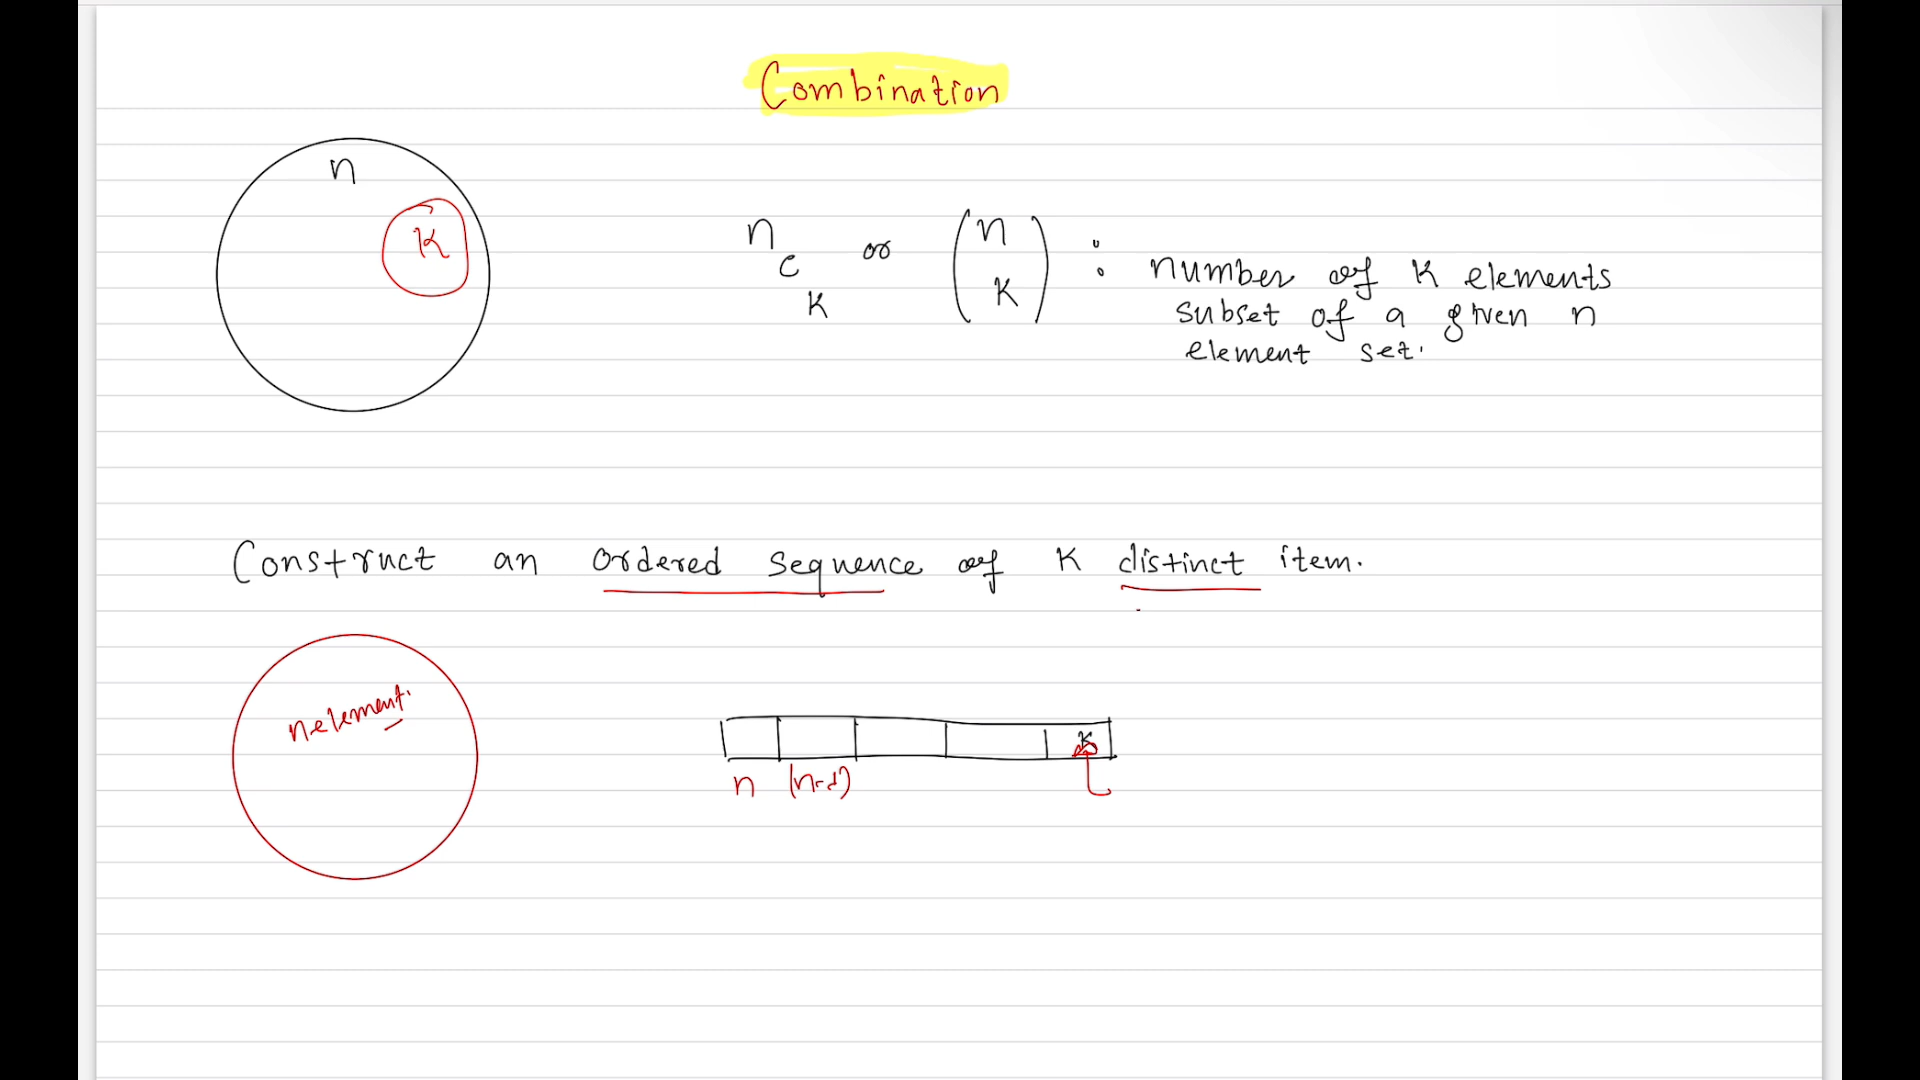 Combination
n
K
n c K or (n K) : number of K elements
subset of a given n
element set.
Construct an ordered sequence of K distinct item.
n element.
K
n (n-1)